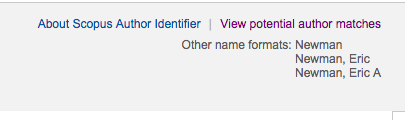 About Scopus Author Identifier | View potential author matches
Other name formats: Newman
Newman, Eric
Newman, Eric A